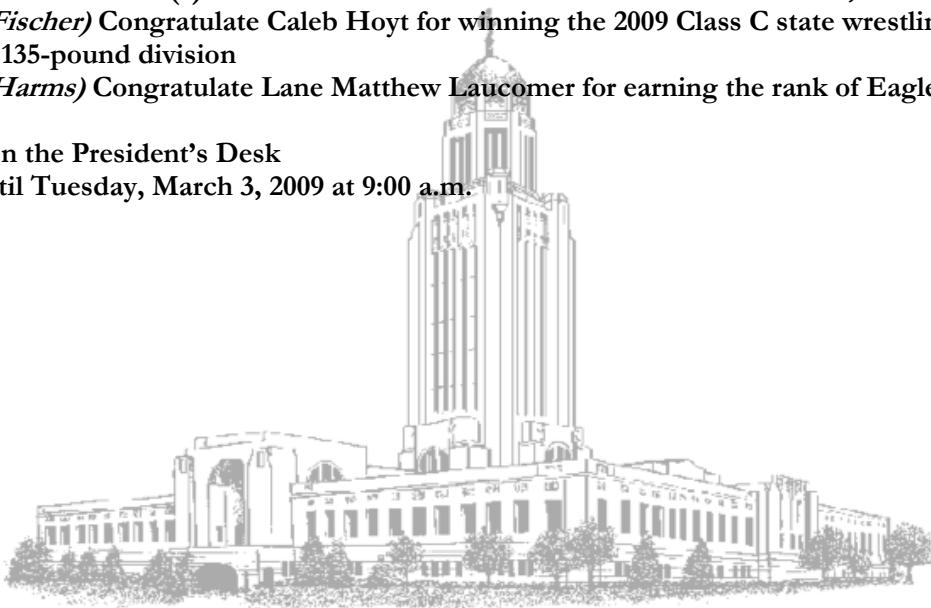 Fischer) Congratulate Caleb Hoyt for winning the 2009 Class C state wrestlin
135-pound division
Harms) Congratulate Lane Matthew Laucomer for earning the rank of Eagle
n the President's Desk
til Tuesday, March 3, 2009 at 9:00 a.m.